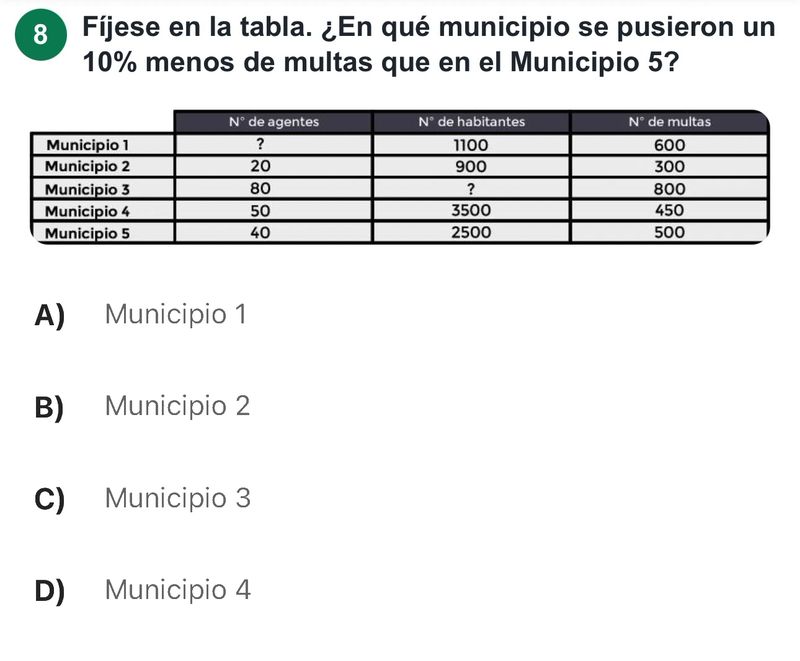 8 Fíjese en la tabla. ¿En qué municipio se pusieron un
10% menos de multas que en el Municipio 5?
N° de agentes N° de habitantes N° de multas
Municipio 1 ? 1100 600
Municipio 2 20 900 300
Municipio 3 80 ? 800
Municipio 4 50 3500 450
Municipio 5 40 2500 500
A) Municipio 1
B) Municipio 2
C) Municipio 3
D) Municipio 4